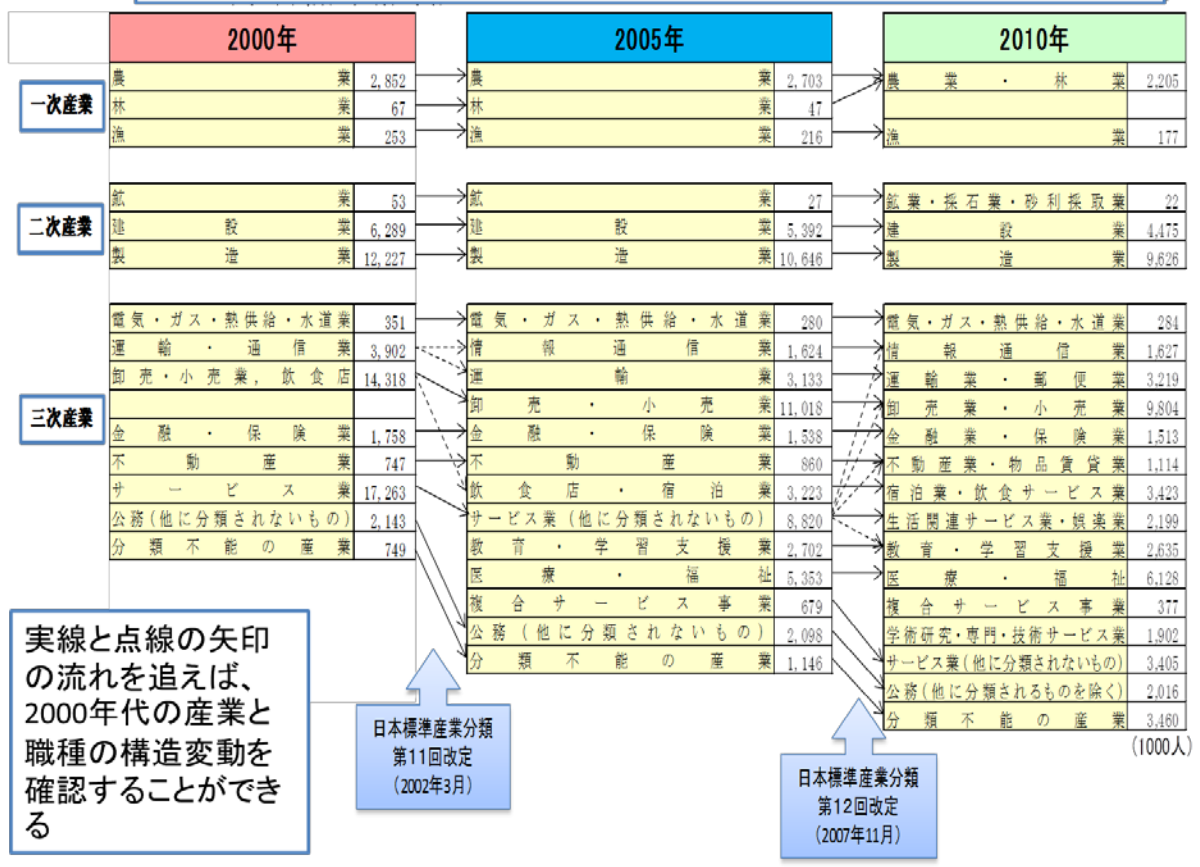 2000年 2005年 2010年
一次産業
農業 2,852 農業 2,703 農業・林業 2,205
林業 67 林業 47
漁業 253 漁業 216 漁業 177
二次産業
鉱業 53 鉱業 27 鉱業・採石業・砂利採取業 22
建設業 6,289 建設業 5,392 建設業 4,475
製造業 12,227 製造業 10,646 製造業 9,626
三次産業
電気・ガス・熱供給・水道業 351 電気・ガス・熱供給・水道業 280 電気・ガス・熱供給・水道業 284
運輸・通信業 3,902 情報通信業 1,624 情報通信業 1,627
卸売・小売業，飲食店 14,318 運輸業 3,133 運輸業・郵便業 3,219
卸売・小売業 11,018 卸売業・小売業 9,804
金融・保険業 1,758 金融・保険業 1,538 金融業・保険業 1,513
不動産業 747 不動産業 860 不動産業・物品賃貸業 1,114
サービス業 17,263 飲食店・宿泊業 3,223 宿泊業・飲食サービス業 3,423
公務(他に分類されないもの) 2,143 サービス業(他に分類されないもの) 8,820 生活関連サービス業・娯楽業 2,199
分類不能の産業 749 教育・学習支援業 2,702 教育・学習支援業 2,635
医療・福祉 5,353 医療・福祉 6,128
複合サービス事業 679 複合サービス事業 377
公務(他に分類されないもの) 2,098 学術研究・専門・技術サービス業 1,902
分類不能の産業 1,146 サービス業(他に分類されないもの) 3,405
公務(他に分類されるものを除く) 2,016
分類不能の産業 3,460
(1000人)
実線と点線の矢印
の流れを追えば、
2000年代の産業と
職種の構造変動を
確認することができ
る
日本標準産業分類
第11回改定
(2002年3月)
日本標準産業分類
第12回改定
(2007年11月)